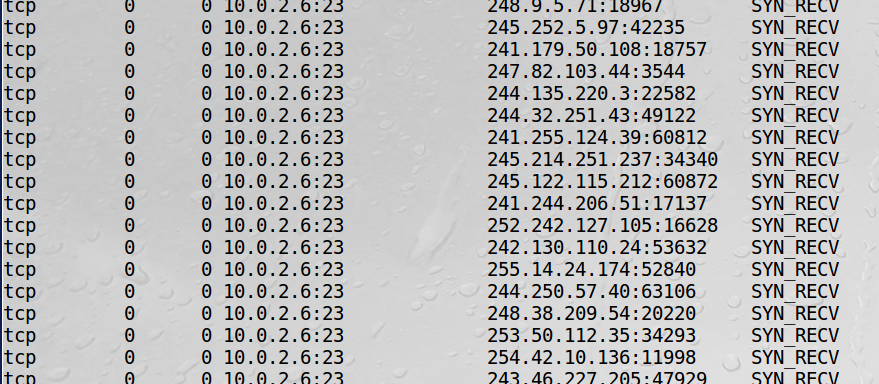 tcp 0 0 10.0.2.6:23 248.9.5.71:18967 SYN_RECV
tcp 0 0 10.0.2.6:23 245.252.5.97:42235 SYN_RECV
tcp 0 0 10.0.2.6:23 241.179.50.108:18757 SYN_RECV
tcp 0 0 10.0.2.6:23 247.82.103.44:3544 SYN_RECV
tcp 0 0 10.0.2.6:23 244.135.220.3:22582 SYN_RECV
tcp 0 0 10.0.2.6:23 244.32.251.43:49122 SYN_RECV
tcp 0 0 10.0.2.6:23 241.255.124.39:60812 SYN_RECV
tcp 0 0 10.0.2.6:23 245.214.251.237:34340 SYN_RECV
tcp 0 0 10.0.2.6:23 245.122.115.212:60872 SYN_RECV
tcp 0 0 10.0.2.6:23 241.244.206.51:17137 SYN_RECV
tcp 0 0 10.0.2.6:23 252.242.127.105:16628 SYN_RECV
tcp 0 0 10.0.2.6:23 242.130.110.24:53632 SYN_RECV
tcp 0 0 10.0.2.6:23 255.14.24.174:52840 SYN_RECV
tcp 0 0 10.0.2.6:23 244.250.57.40:63106 SYN_RECV
tcp 0 0 10.0.2.6:23 248.38.209.54:20220 SYN_RECV
tcp 0 0 10.0.2.6:23 253.50.112.35:34293 SYN_RECV
tcp 0 0 10.0.2.6:23 254.42.10.136:11998 SYN_RECV
tcp 0 0 10.0.2.6:23 243.46.227.205:47929 SYN_RECV